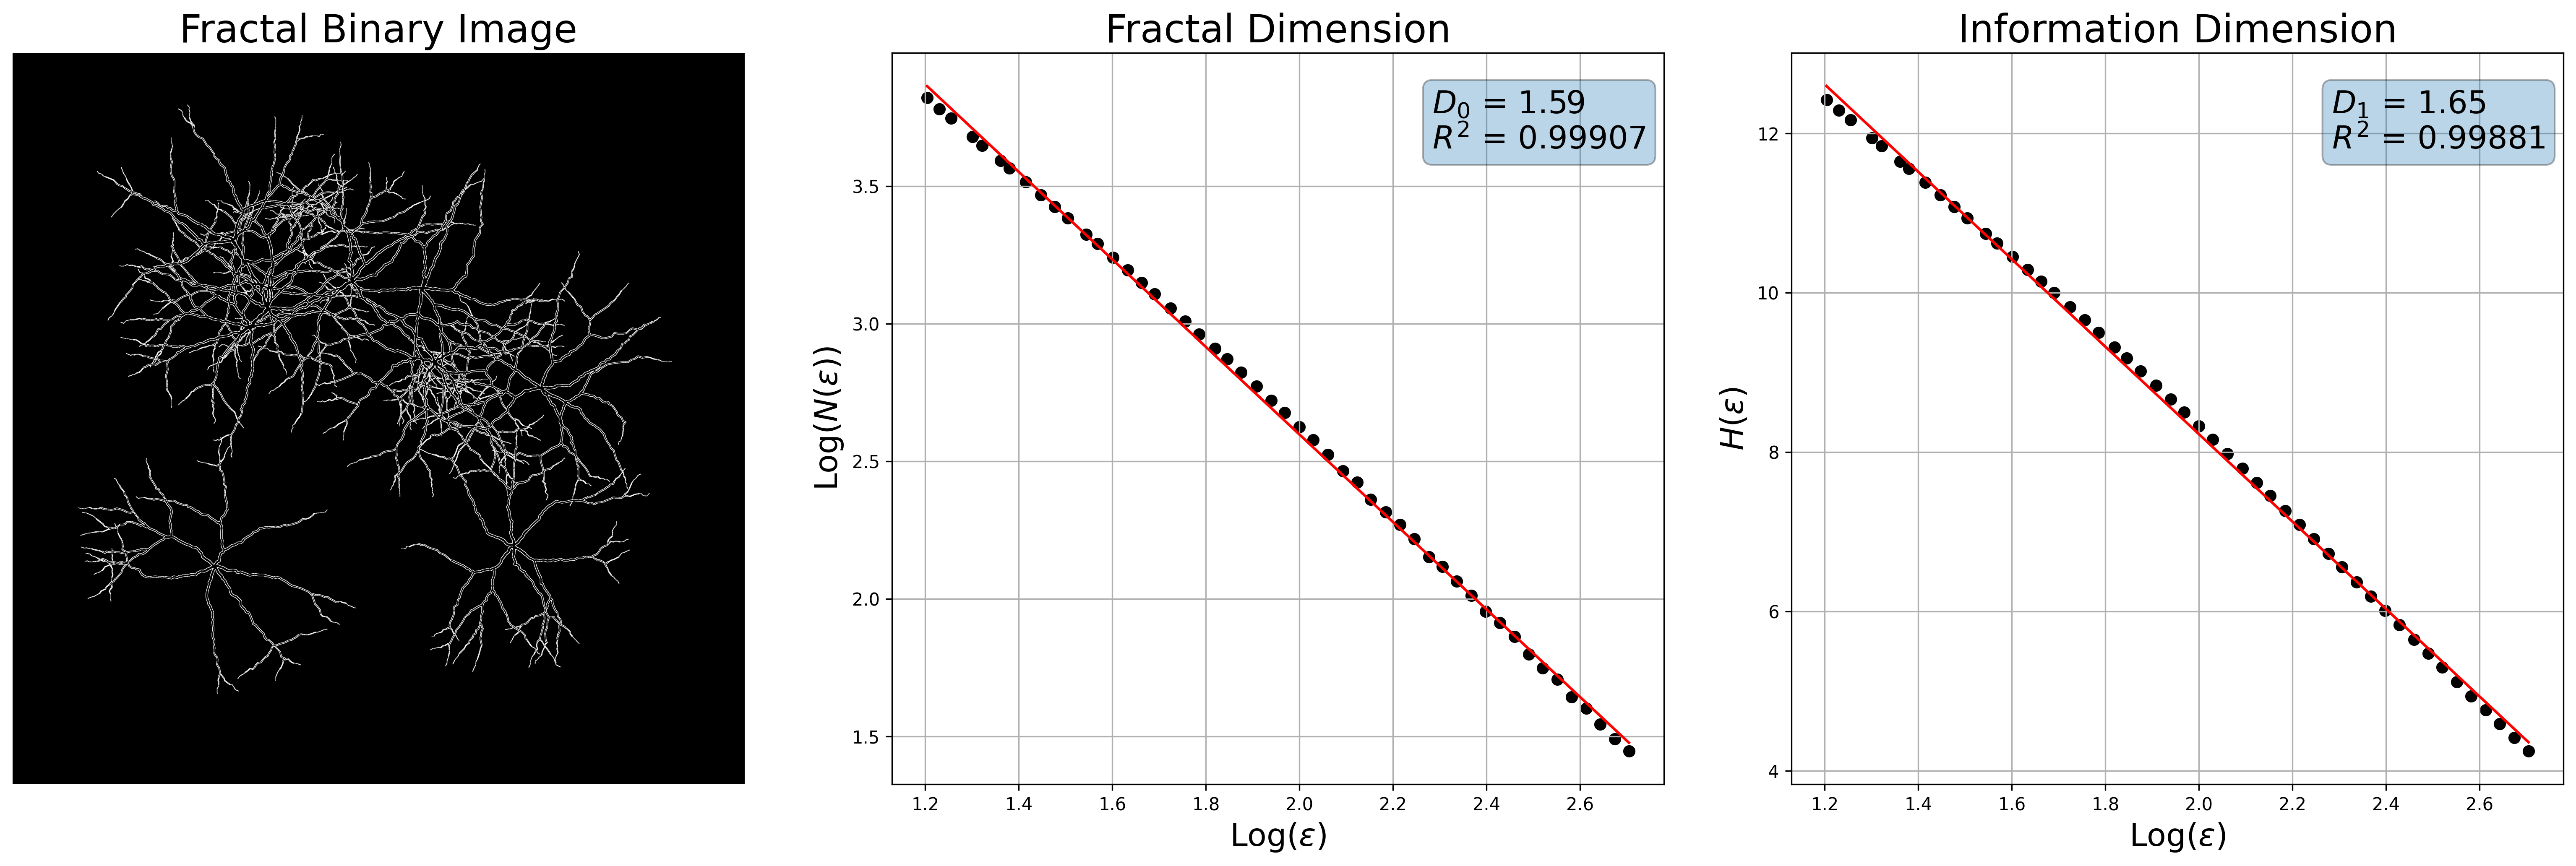 Fractal Binary Image
Fractal Dimension
D₀ = 1.59
R² = 0.99907
3.5
3.0
2.5
2.0
1.5
Log(N(ε))
1.2 1.4 1.6 1.8 2.0 2.2 2.4 2.6
Log(ε)
Information Dimension
D₁ = 1.65
R² = 0.99881
12
10
8
6
4
H(ε)
1.2 1.4 1.6 1.8 2.0 2.2 2.4 2.6
Log(ε)